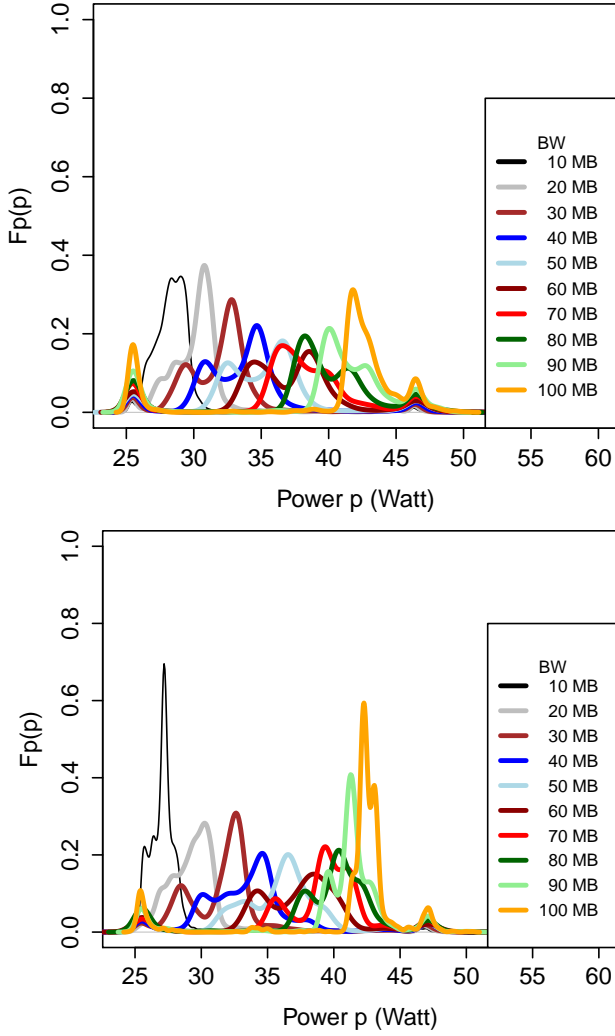 1.0
0.8
0.6
0.4
0.2
0.0
Fp(p)
BW
10 MB
20 MB
30 MB
40 MB
50 MB
60 MB
70 MB
80 MB
90 MB
100 MB
25 30 35 40 45 50 55 60
Power p (Watt)
1.0
0.8
0.6
0.4
0.2
0.0
Fp(p)
BW
10 MB
20 MB
30 MB
40 MB
50 MB
60 MB
70 MB
80 MB
90 MB
100 MB
25 30 35 40 45 50 55 60
Power p (Watt)